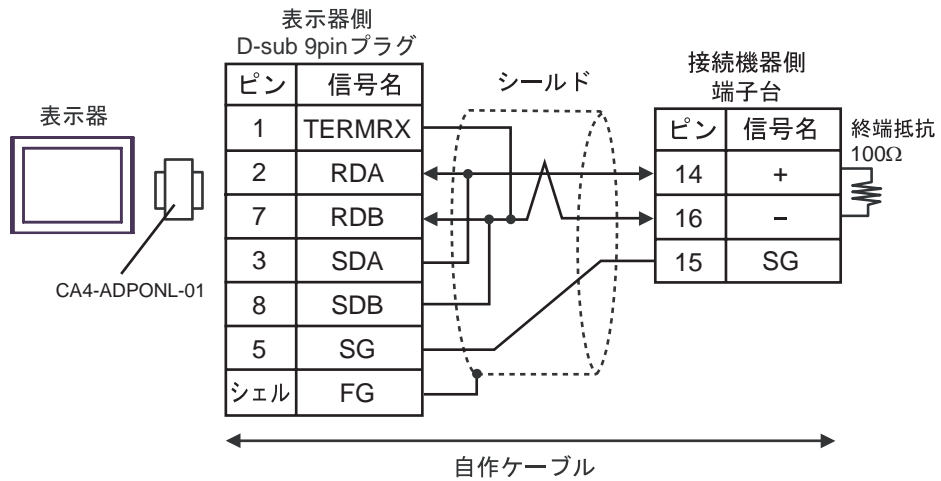 表示器側
D-sub 9pinプラグ
ピン 信号名
1 TERMRX
2 RDA
7 RDB
3 SDA
8 SDB
5 SG
シェル FG
シールド
接続機器側
端子台
ピン 信号名
14 +
16 −
15 SG
終端抵抗
100Ω
表示器
CA4-ADPONL-01
自作ケーブル